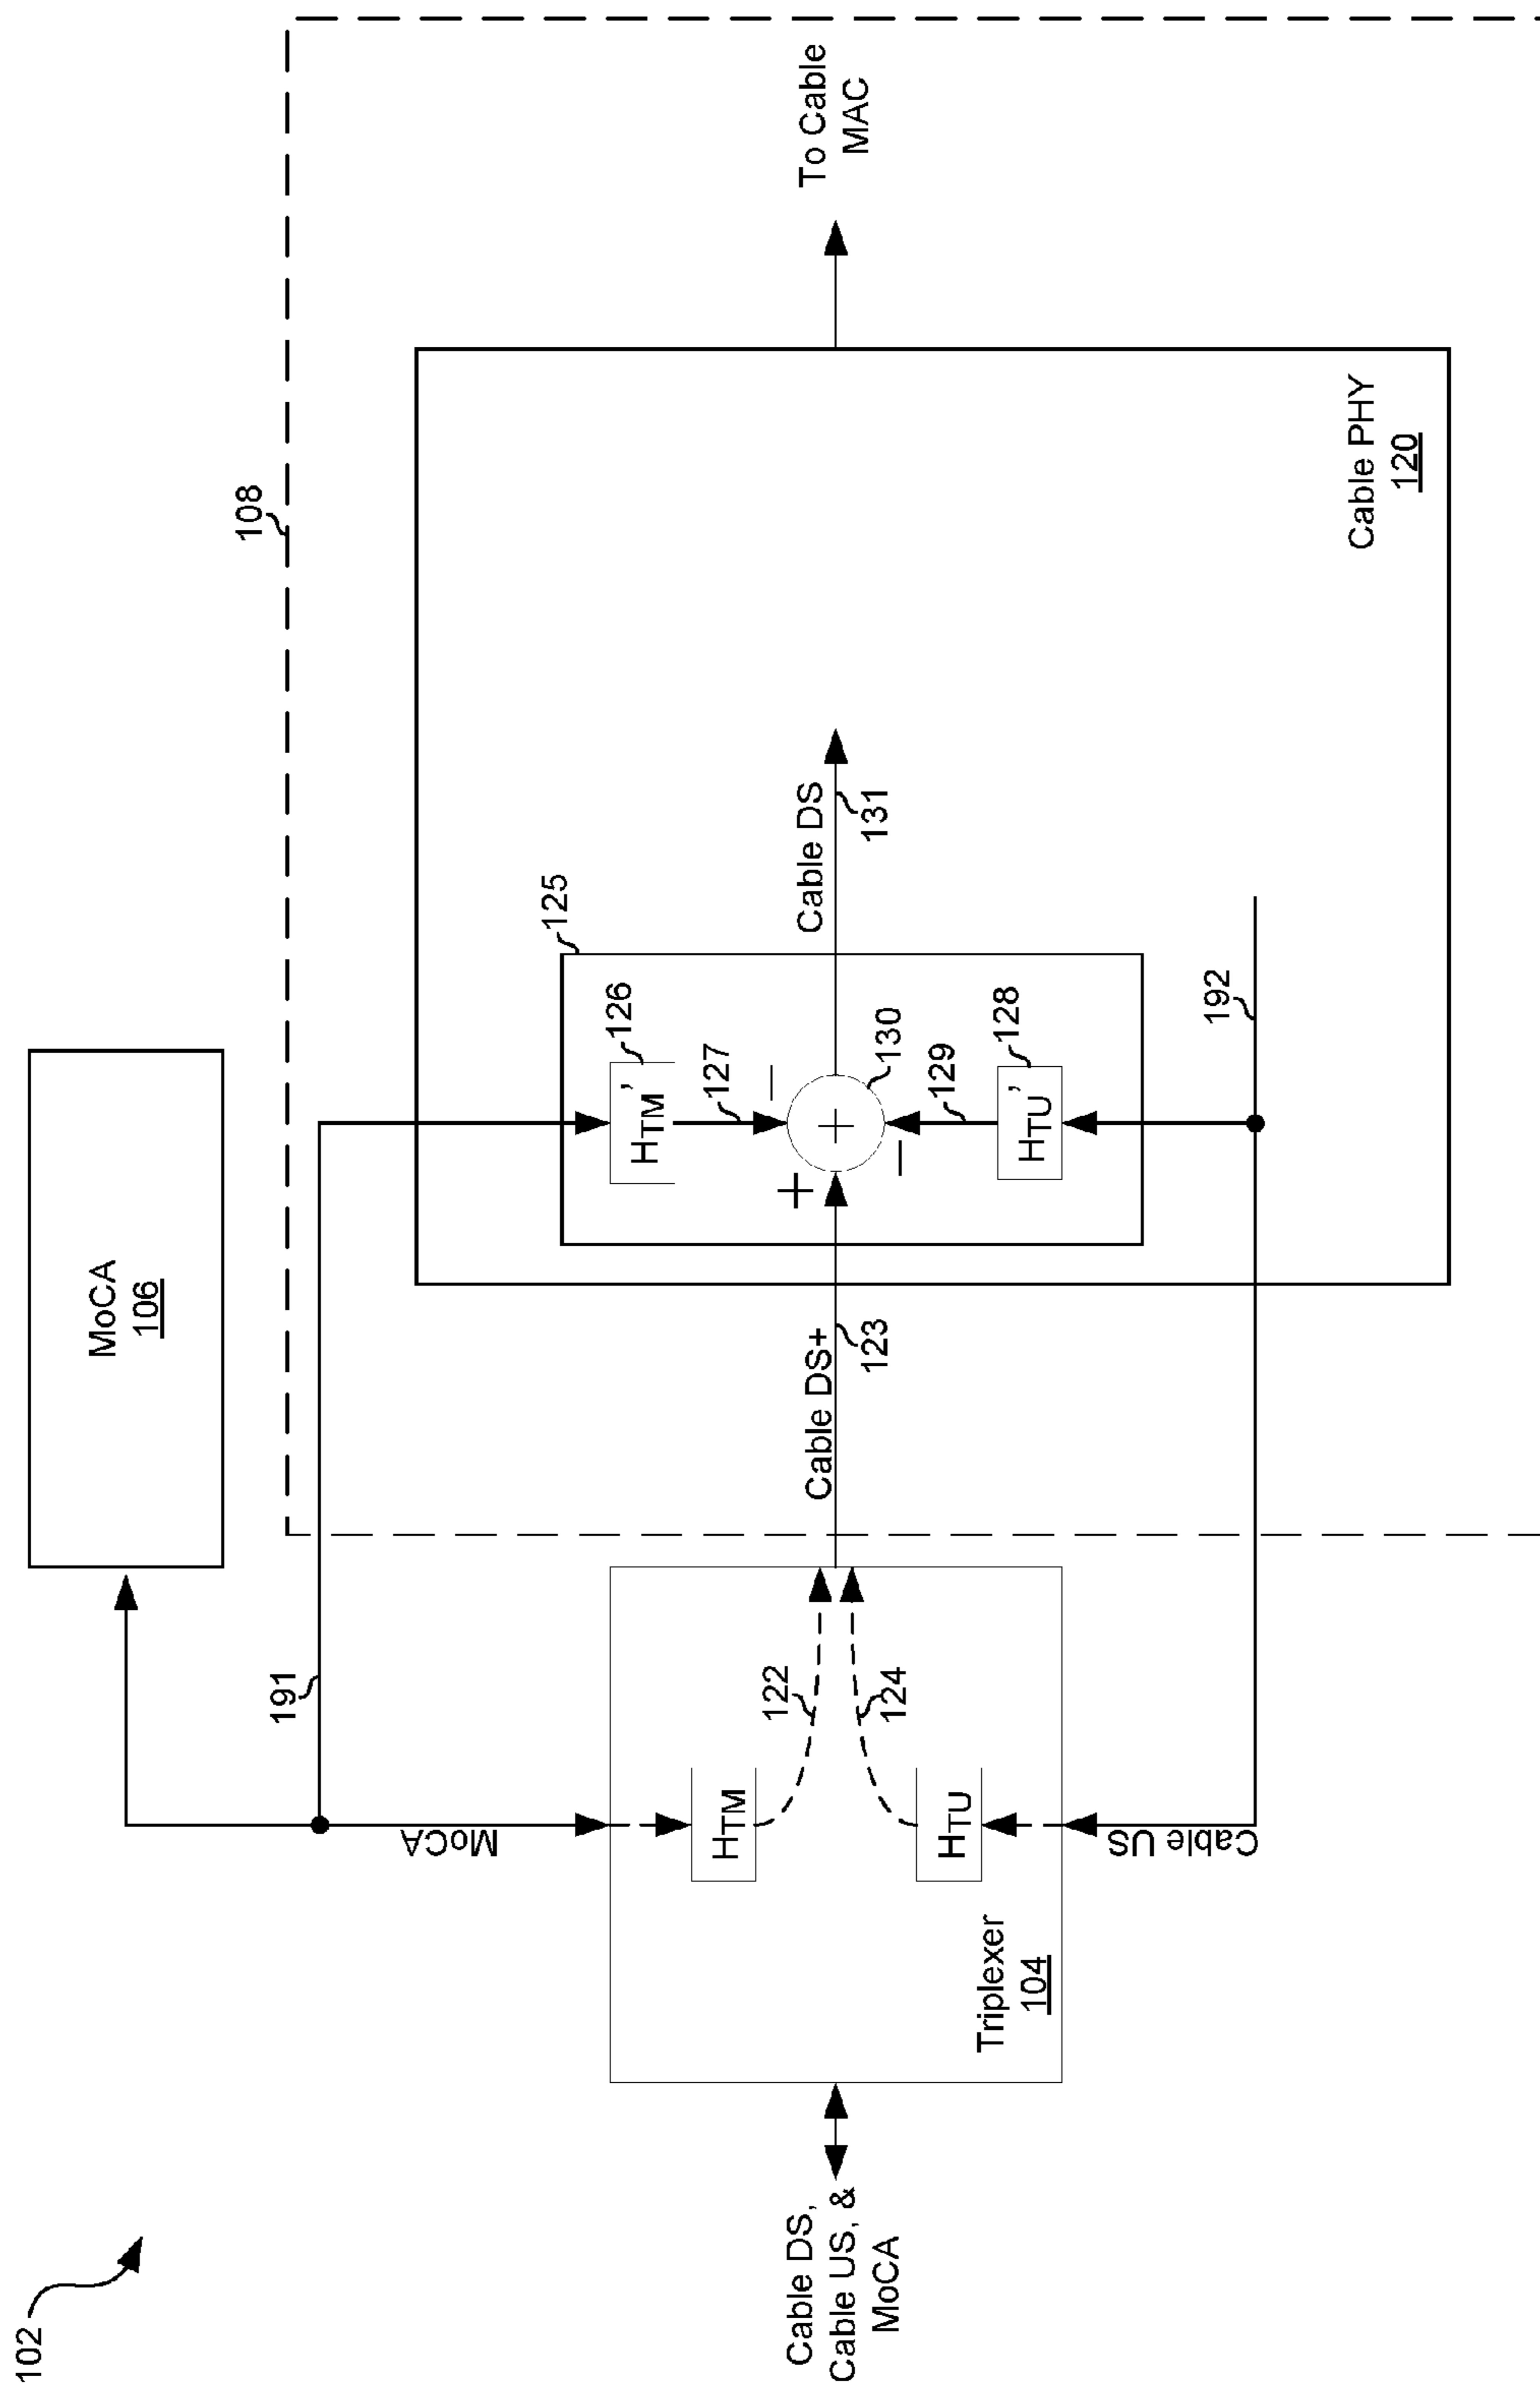 102
MoCA
106
108
191
MoCA
Cable DS,
Cable US, &
MoCA
HTM
122
124
HTU
Triplexer
104
Cable US
Cable DS+
123
125
HTM'
126
127
−
+
+
130
−
129
HTU'
128
Cable DS
131
192
Cable PHY
120
To Cable
MAC